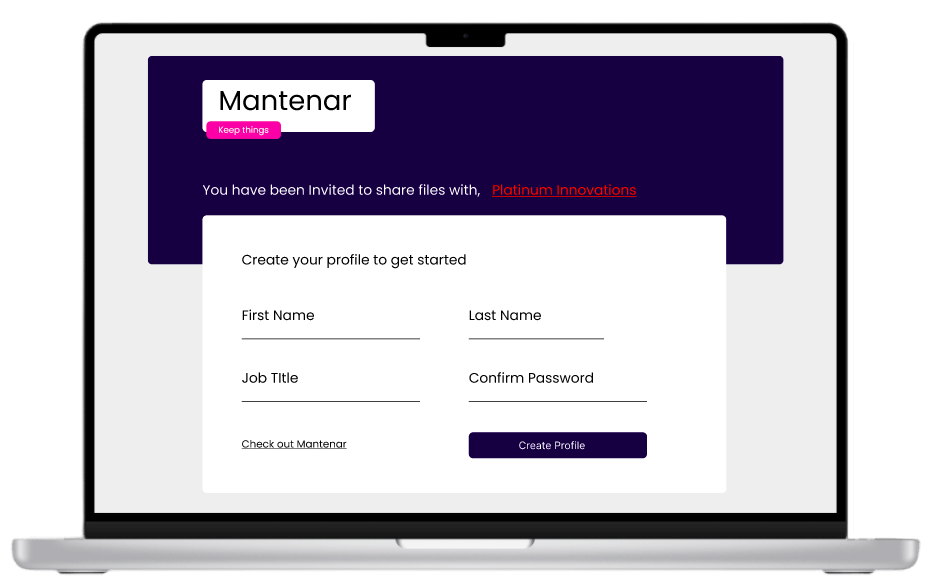 Mantenar
Keep things
You have been Invited to share files with, Platinum Innovations
Create your profile to get started
First Name Last Name
Job TItle Confirm Password
Check out Mantenar Create Profile